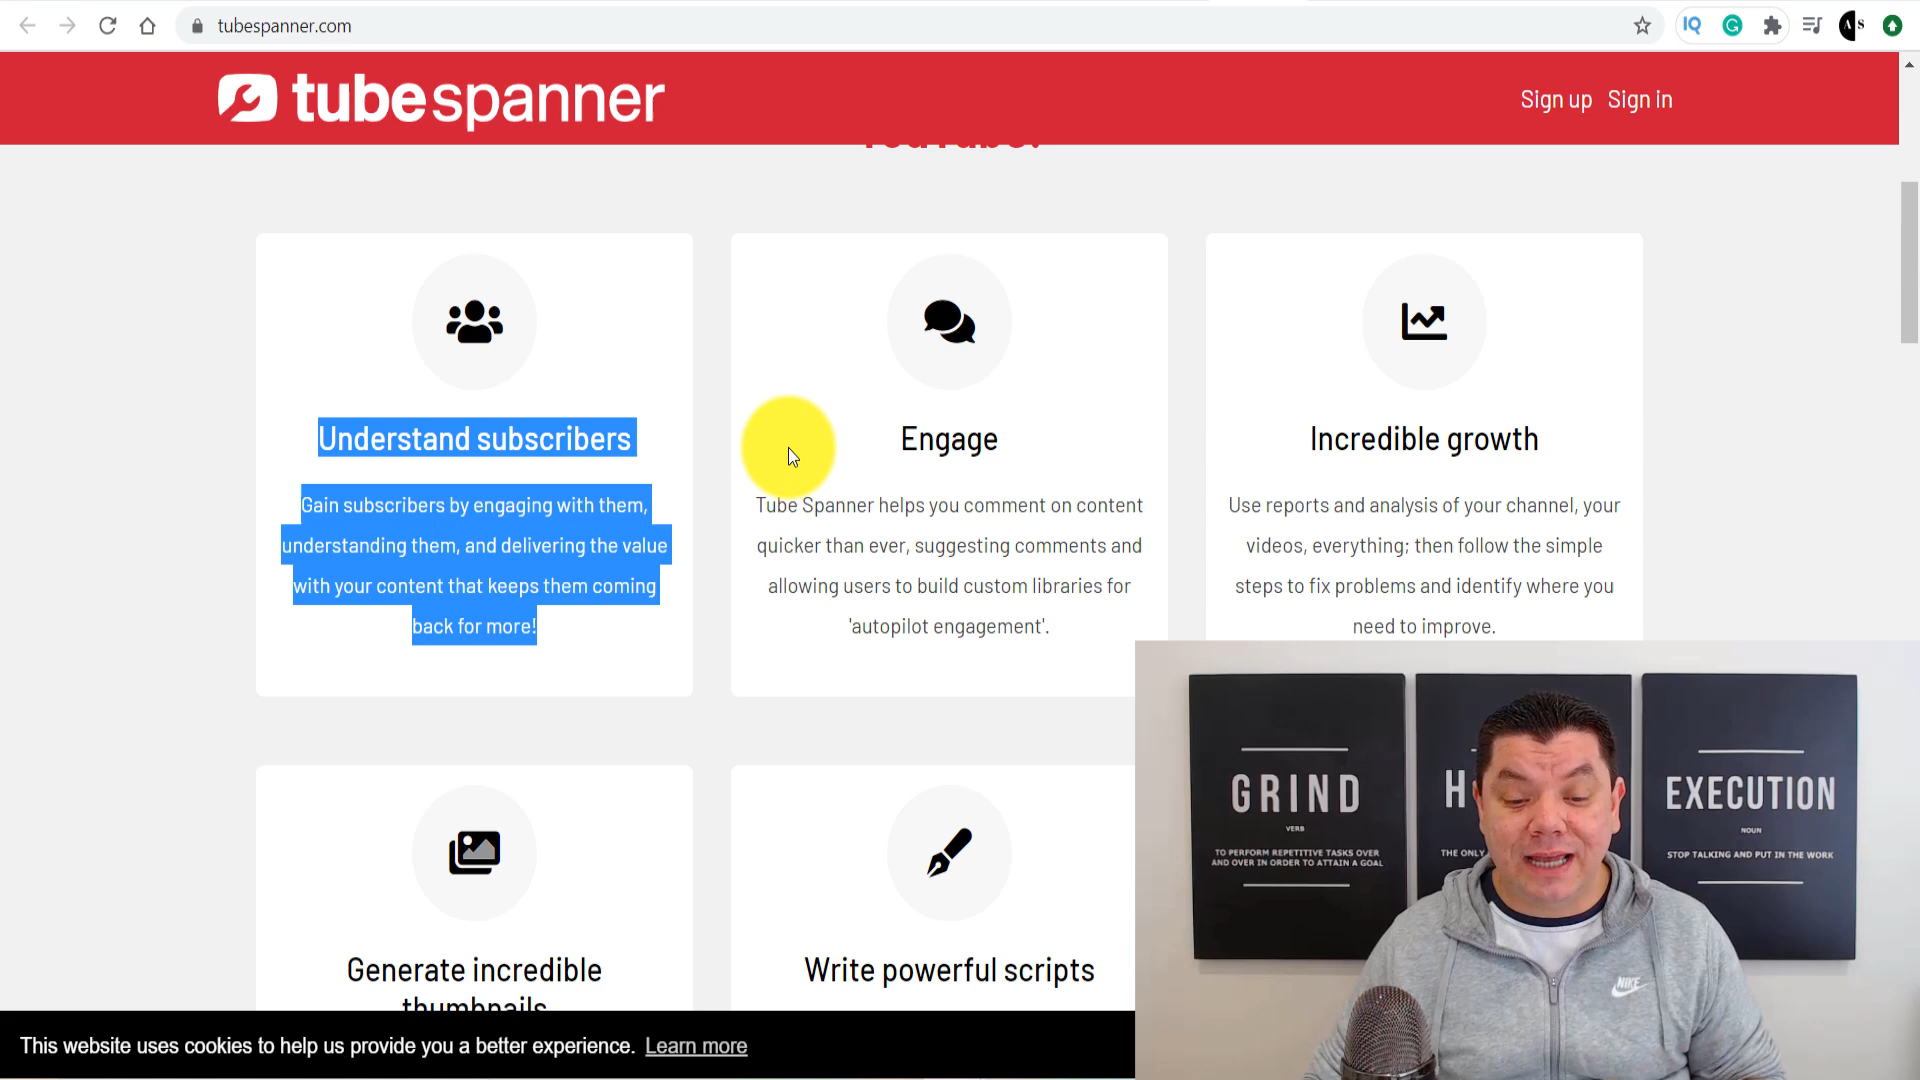 tubespanner.com
IQ
G
A S
tubespanner
Sign up Sign in
Understand subscribers
Gain subscribers by engaging with them,
understanding them, and delivering the value
with your content that keeps them coming
back for more!
Engage
Tube Spanner helps you comment on content
quicker than ever, suggesting comments and
allowing users to build custom libraries for
'autopilot engagement'.
Incredible growth
Use reports and analysis of your channel, your
videos, everything; then follow the simple
steps to fix problems and identify where you
need to improve.
Generate incredible
thumbnails
Write powerful scripts
GRIND
VERB
TO PERFORM REPETITIVE TASKS OVER
AND OVER IN ORDER TO ATTAIN A GOAL
H
THE ONLY
EXECUTION
NOUN
STOP TALKING AND PUT IN THE WORK
NIKE
This website uses cookies to help us provide you a better experience. Learn more